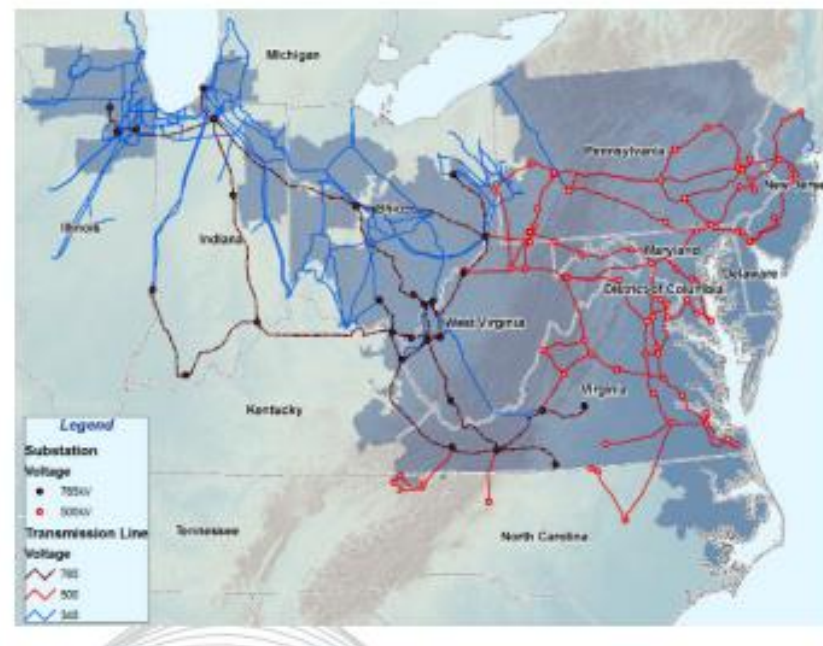 Michigan
Pennsylvania
New Jersey
Ohio
Illinois
Indiana
Maryland
Delaware
District of Columbia
West Virginia
Virginia
Kentucky
Tennessee
North Carolina
Legend
Substation
Voltage
765kV
500kV
Transmission Line
Voltage
765
500
345